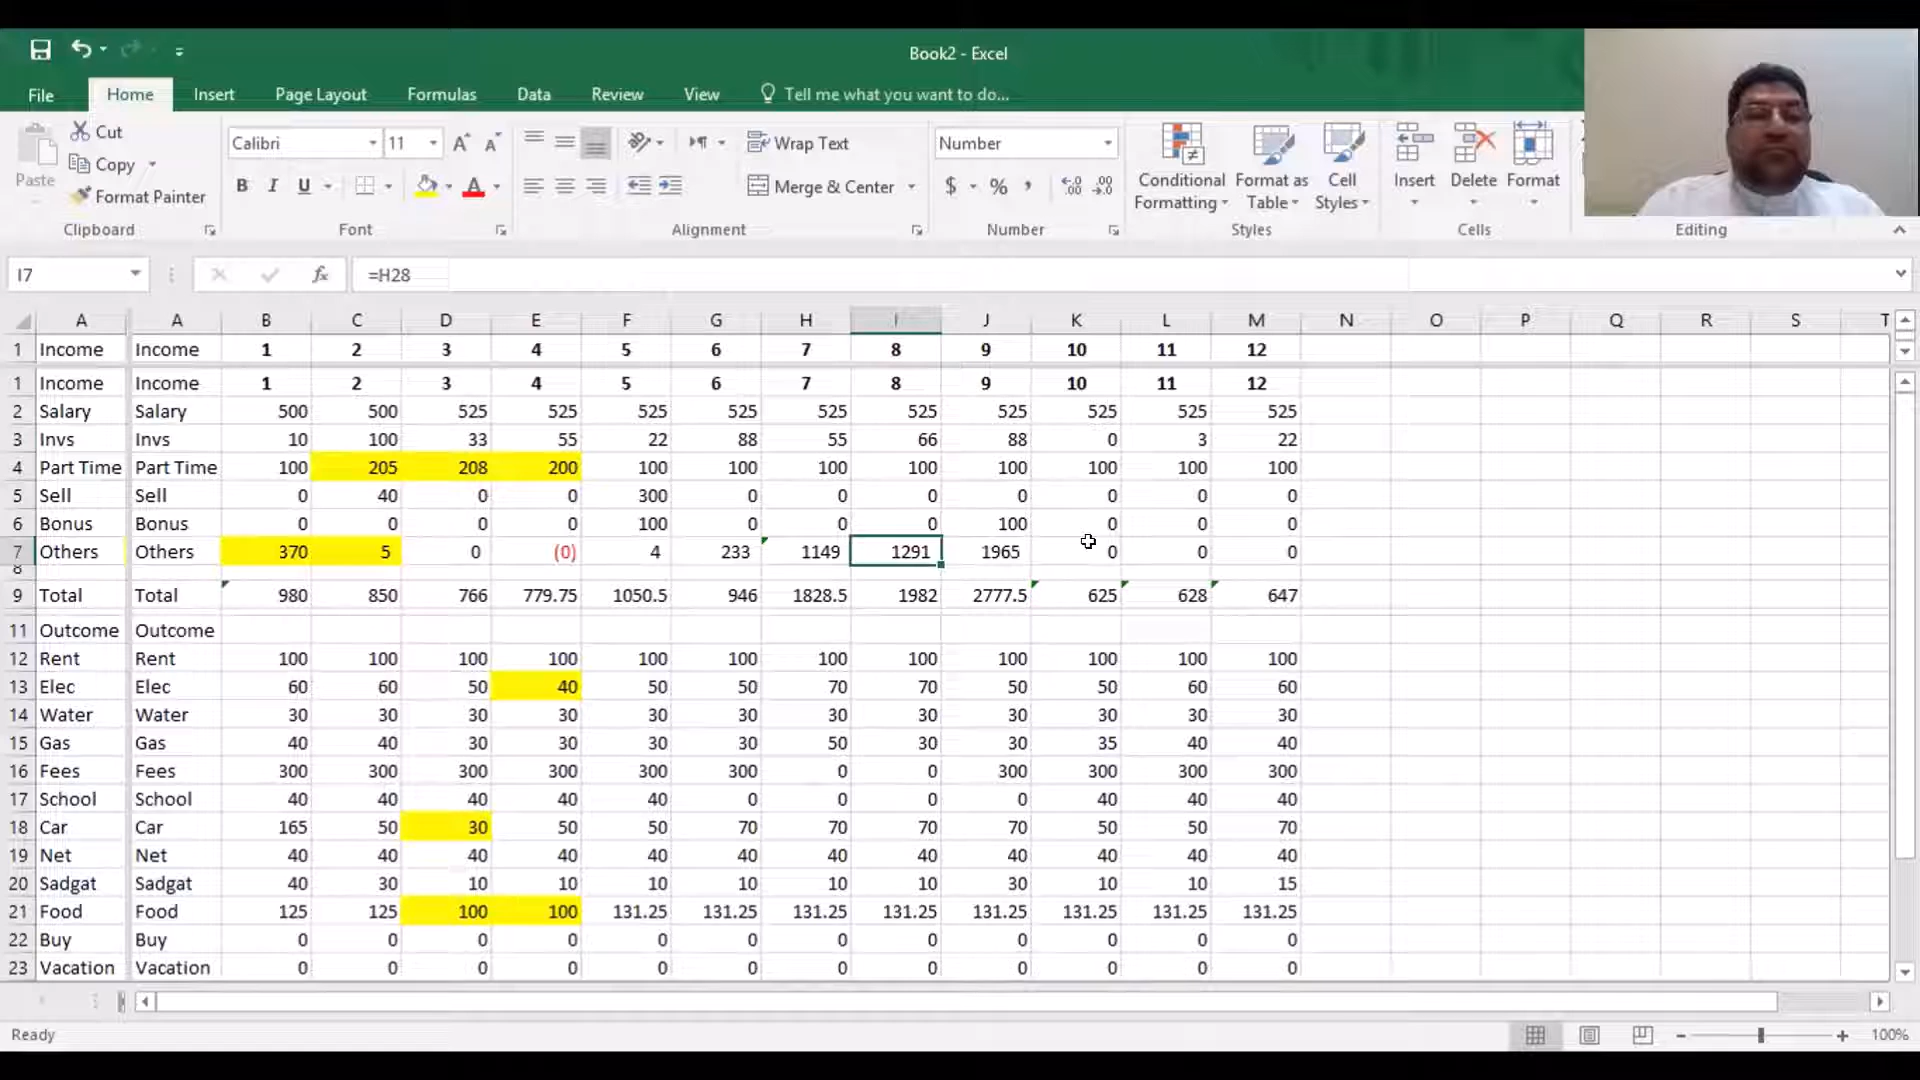 Book2 - Excel
File Home Insert Page Layout Formulas Data Review View Tell me what you want to do...
Paste Cut Copy Format Painter Clipboard
Calibri 11 B I U Font
Wrap Text Merge & Center Alignment
Number $ % , Number
Conditional Formatting Format as Table Cell Styles Styles
Insert Delete Format Cells
Editing
I7 fx =H28
A A B C D E F G H I J K L M N O P Q R S T
1 Income Income 1 2 3 4 5 6 7 8 9 10 11 12
1 Income Income 1 2 3 4 5 6 7 8 9 10 11 12
2 Salary Salary 500 500 525 525 525 525 525 525 525 525 525 525
3 Invs Invs 10 100 33 55 22 88 55 66 88 0 3 22
4 Part Time Part Time 100 205 208 200 100 100 100 100 100 100 100 100
5 Sell Sell 0 40 0 0 300 0 0 0 0 0 0 0
6 Bonus Bonus 0 0 0 0 100 0 0 0 100 0 0 0
7 Others Others 370 5 0 (0) 4 233 1149 1291 1965 0 0 0
8
9 Total Total 980 850 766 779.75 1050.5 946 1828.5 1982 2777.5 625 628 647
11 Outcome Outcome
12 Rent Rent 100 100 100 100 100 100 100 100 100 100 100 100
13 Elec Elec 60 60 50 40 50 50 70 70 50 50 60 60
14 Water Water 30 30 30 30 30 30 30 30 30 30 30 30
15 Gas Gas 40 40 30 30 30 30 50 30 30 35 40 40
16 Fees Fees 300 300 300 300 300 300 0 0 300 300 300 300
17 School School 40 40 40 40 40 0 0 0 0 40 40 40
18 Car Car 165 50 30 50 50 70 70 70 70 50 50 70
19 Net Net 40 40 40 40 40 40 40 40 40 40 40 40
20 Sadgat Sadgat 40 30 10 10 10 10 10 10 30 10 10 15
21 Food Food 125 125 100 100 131.25 131.25 131.25 131.25 131.25 131.25 131.25 131.25
22 Buy Buy 0 0 0 0 0 0 0 0 0 0 0 0
23 Vacation Vacation 0 0 0 0 0 0 0 0 0 0 0 0
Ready 100%